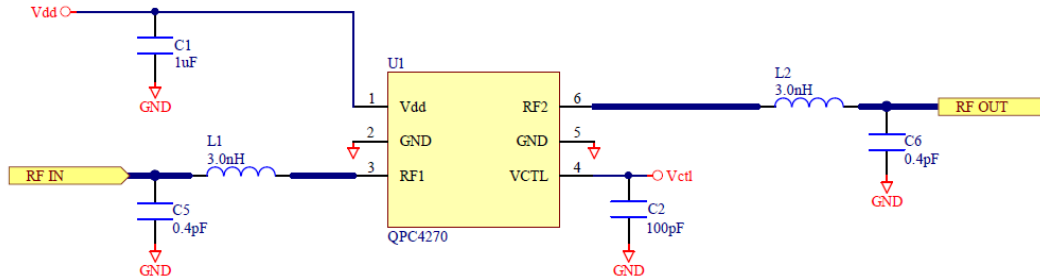 Vdd
C1
1uF
GND
U1
1 Vdd RF2 6
2 GND GND 5
3 RF1 VCTL 4
QPC4270
L1
3.0nH
RF IN
C5
0.4pF
GND
Vctl
C2
100pF
GND
L2
3.0nH
RF OUT
C6
0.4pF
GND